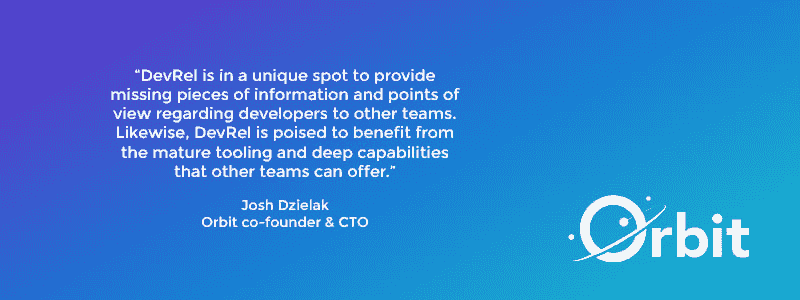 “DevRel is in a unique spot to provide
missing pieces of information and points of
view regarding developers to other teams.
Likewise, DevRel is poised to benefit from
the mature tooling and deep capabilities
that other teams can offer.”
Josh Dzielak
Orbit co-founder & CTO
Orbit